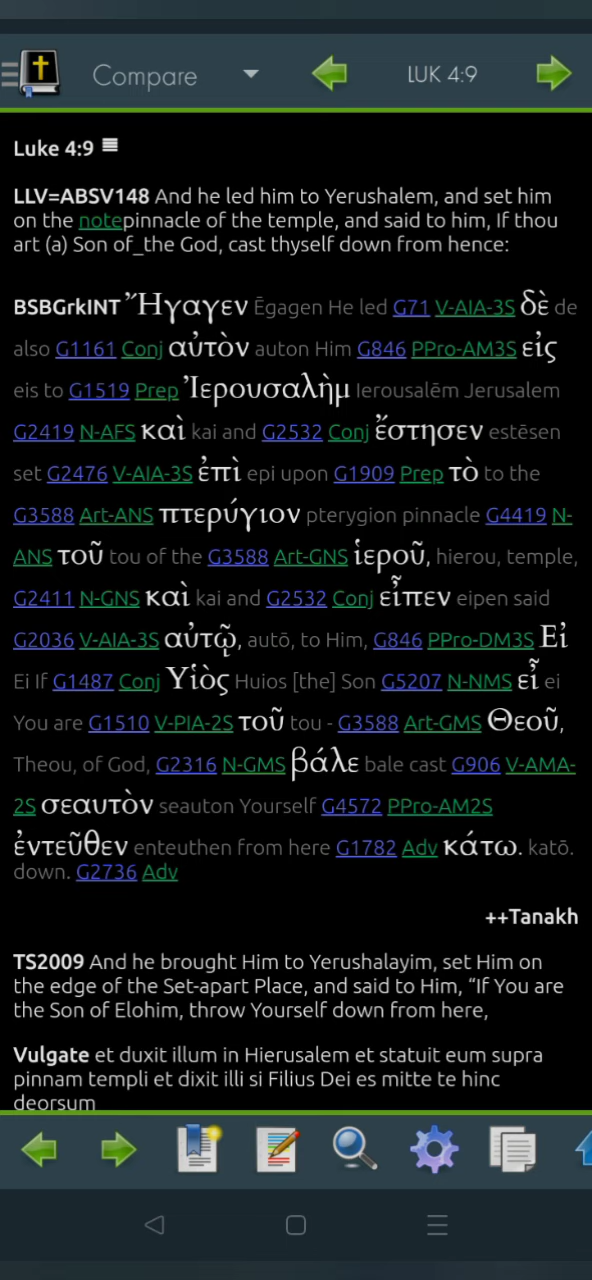 Compare
LUK 4:9
Luke 4:9
LLV=ABSV148 And he led him to Yerushalem, and set him
on the notepinnacle of the temple, and said to him, If thou
art (a) Son of_the God, cast thyself down from hence:
BSBGrkINT Ἤγαγεν Ēgagen He led G71 V-AIA-3S δὲ de
also G1161 Conj αὐτὸν auton Him G846 PPro-AM3S εἰς
eis to G1519 Prep Ἰερουσαλὴμ Ierousalēm Jerusalem
G2419 N-AFS καὶ kai and G2532 Conj ἔστησεν estēsen
set G2476 V-AIA-3S ἐπὶ epi upon G1909 Prep τὸ to the
G3588 Art-ANS πτερύγιον pterygion pinnacle G4419 N-
ANS τοῦ tou of the G3588 Art-GNS ἱεροῦ, hierou, temple,
G2411 N-GNS καὶ kai and G2532 Conj εἶπεν eipen said
G2036 V-AIA-3S αὐτῷ, autō, to Him, G846 PPro-DM3S Εἰ
Ei If G1487 Conj Υἱὸς Huios [the] Son G5207 N-NMS εἶ ei
You are G1510 V-PIA-2S τοῦ tou - G3588 Art-GMS Θεοῦ,
Theou, of God, G2316 N-GMS βάλε bale cast G906 V-AMA-
2S σεαυτὸν seauton Yourself G4572 PPro-AM2S
ἐντεῦθεν enteuthen from here G1782 Adv κάτω. katō.
down. G2736 Adv
++Tanakh
TS2009 And he brought Him to Yerushalayim, set Him on
the edge of the Set-apart Place, and said to Him, “If You are
the Son of Elohim, throw Yourself down from here,
Vulgate et duxit illum in Hierusalem et statuit eum supra
pinnam templi et dixit illi si Filius Dei es mitte te hinc
deorsum